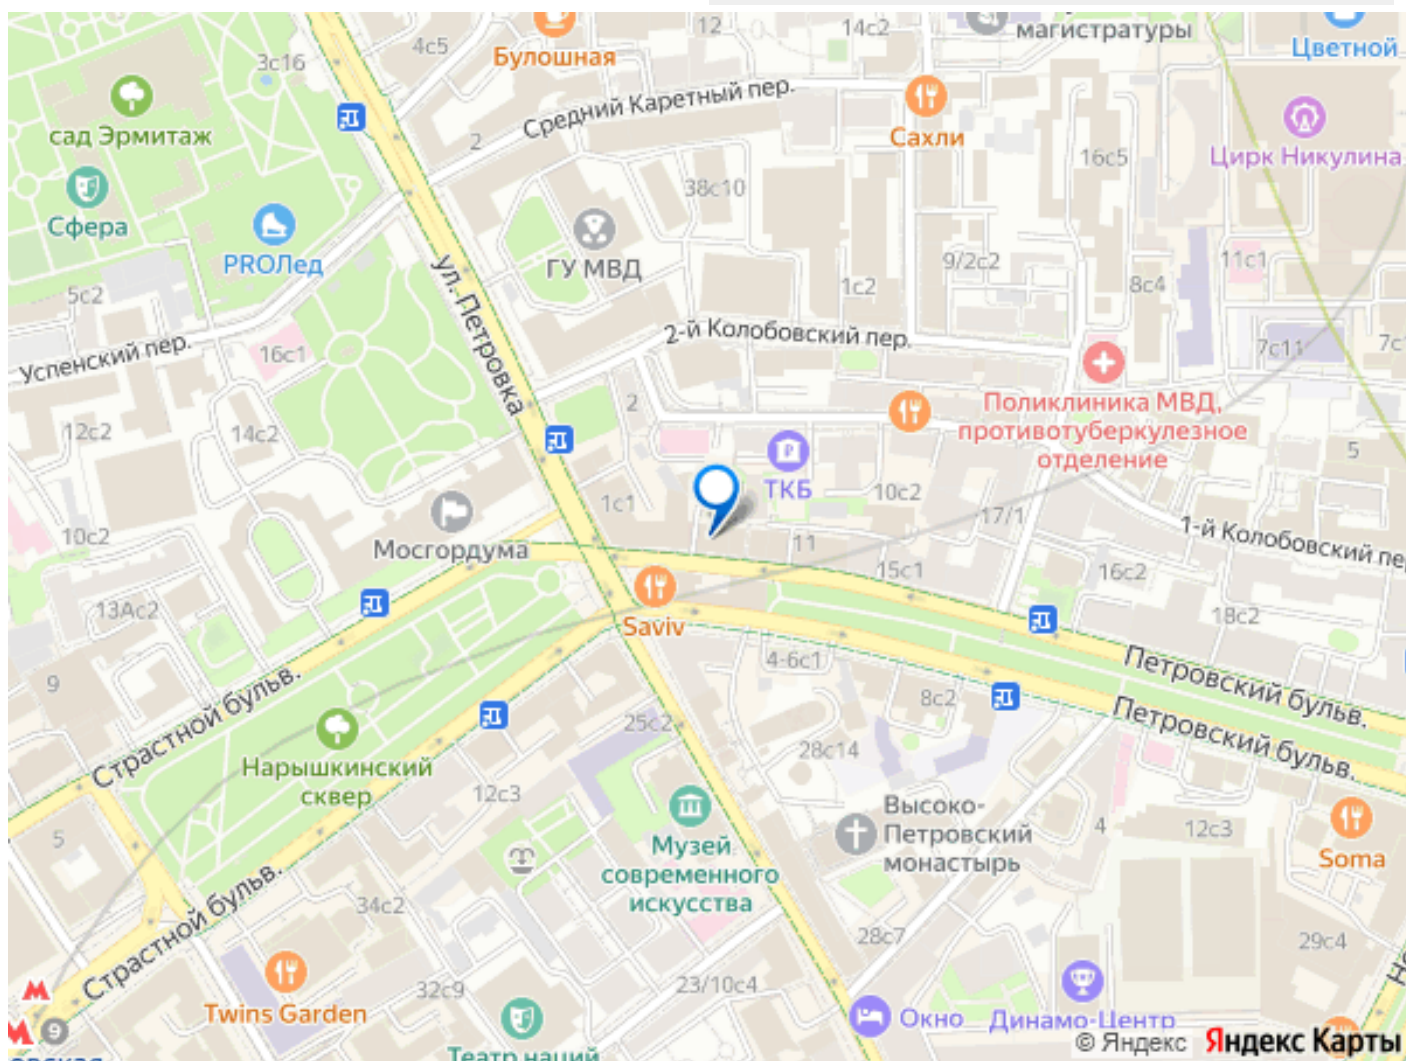 12
14с2
магистратуры
Цветной
4с5
Булошная
3с16
сад Эрмитаж
Средний Каретный пер.
2
Сахли
16с5
Цирк Никулина
Сфера
38с10
PROЛед
ГУ МВД
9/2с2
11с1
5с2
ул. Петровка
1с2
8с4
Успенский пер.
16с1
2-й Колобовский пер.
7с11
2
Поликлиника МВД,
противотуберкулезное
отделение
12с2
14с2
5
ТКБ
10с2
1с1
17/1
10с2
Мосгордума
11
1-й Колобовский
15с1
16с2
13Ас2
Saviv
18с2
4-6с1
Петровский бульв.
9
Страстной бульв.
8с2
Петровский бульв.
25с2
28с14
Нарышкинский
сквер
12с3
Высоко-
Петровский
монастырь
4
12с3
5
Музей
современного
искусства
Soma
Страстной бульв.
34с2
28с7
29с4
32с9
23/10с4
Twins Garden
9
Окно
Динамо-Центр
Театр наций
© Яндекс
Яндекс Карты